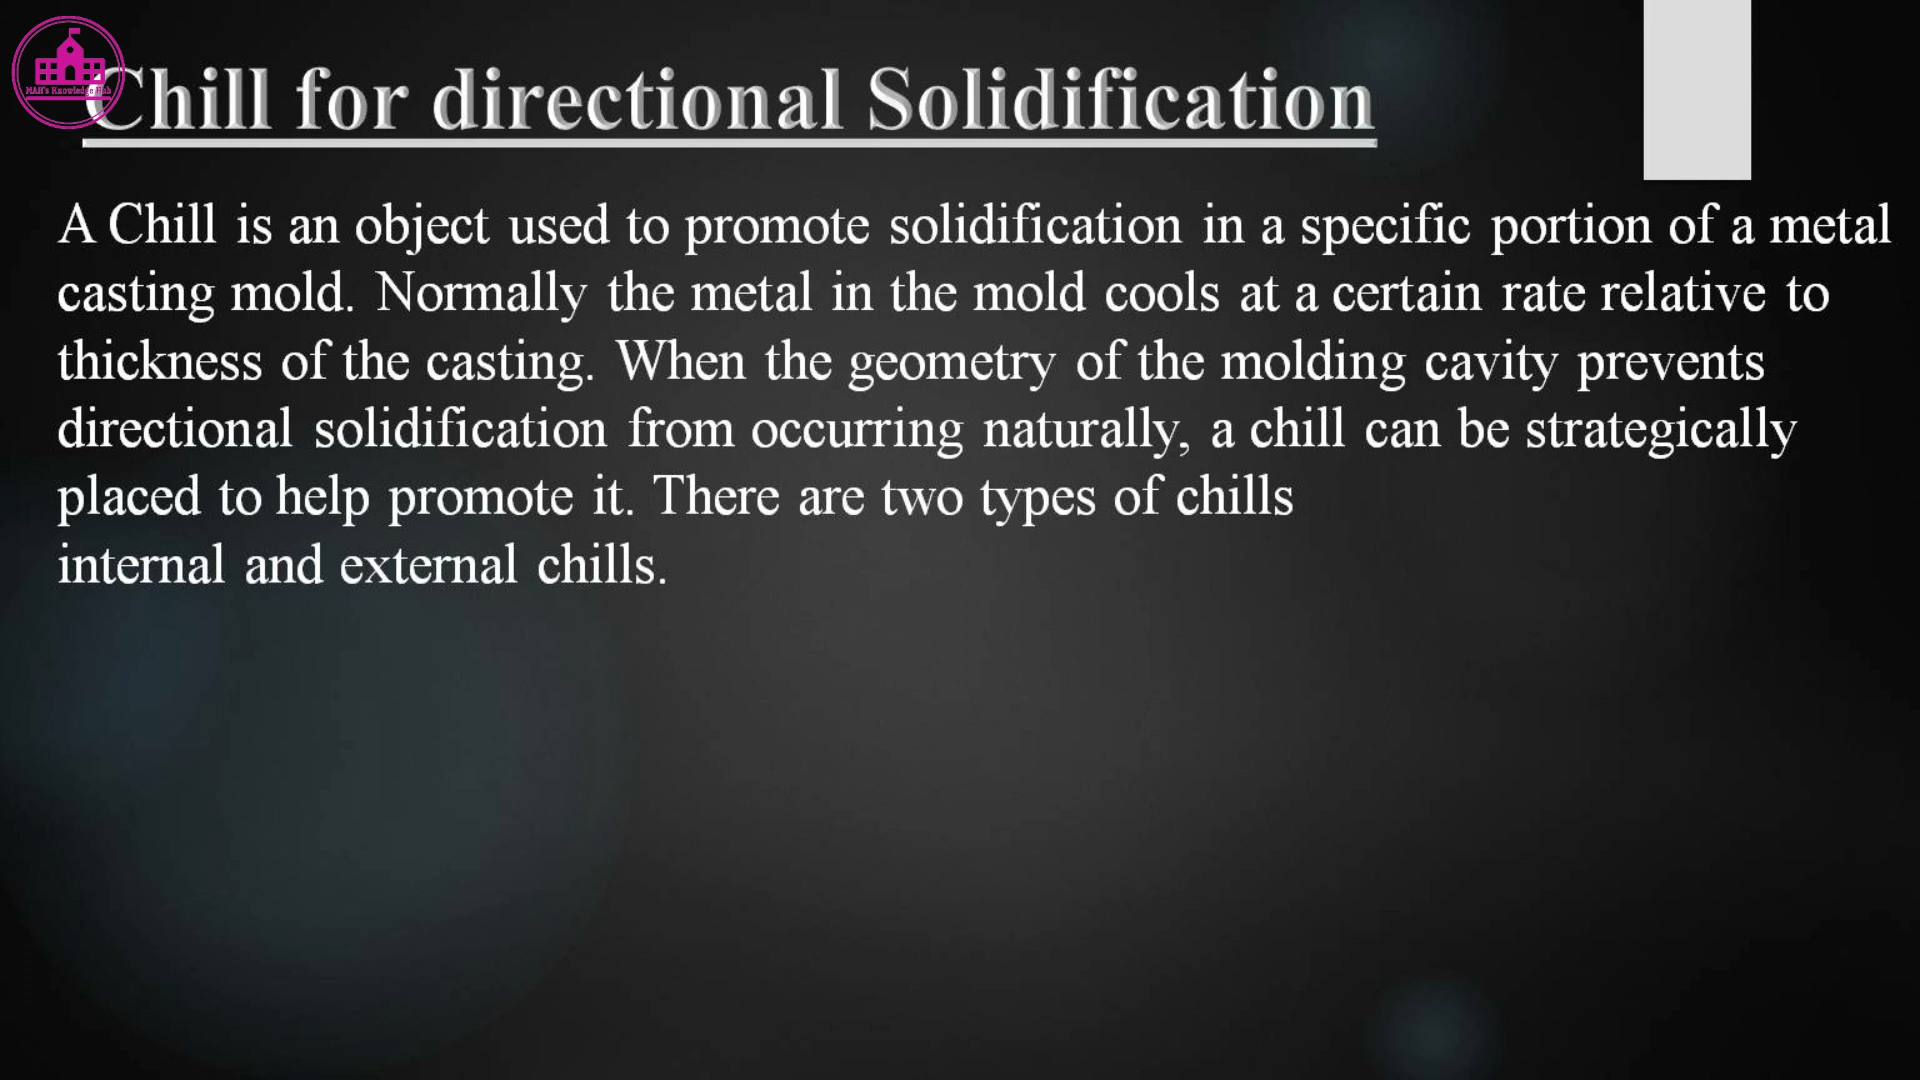 MAH's Knowledge Hub
Chill for directional Solidification
A Chill is an object used to promote solidification in a specific portion of a metal
casting mold. Normally the metal in the mold cools at a certain rate relative to
thickness of the casting. When the geometry of the molding cavity prevents
directional solidification from occurring naturally, a chill can be strategically
placed to help promote it. There are two types of chills
internal and external chills.